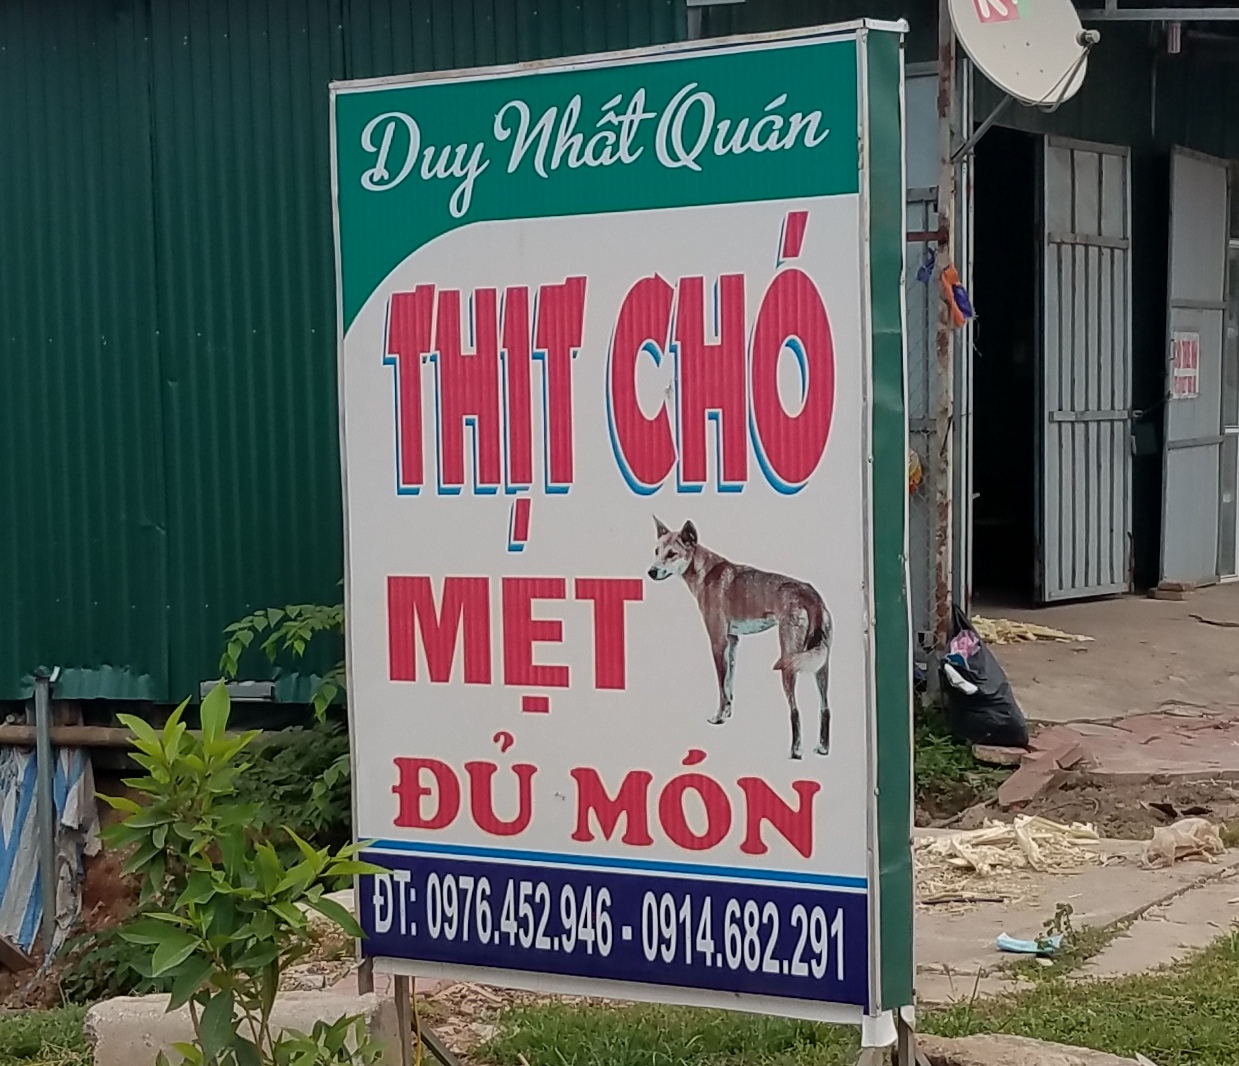 Duy Nhất Quán
THỊT CHÓ
MẸT
ĐỦ MÓN
ĐT: 0976.452.946 - 0914.682.291